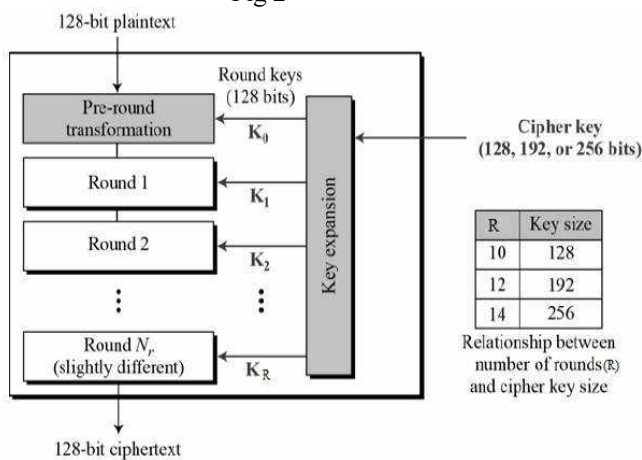 128-bit plaintext
Round keys
(128 bits)
Pre-round
transformation
K0
Cipher key
(128, 192, or 256 bits)
Round 1
K1
Round 2
K2
Key expansion
R Key size
10 128
12 192
14 256
Relationship between
number of rounds(R)
and cipher key size
Round Nr
(slightly different)
KR
128-bit ciphertext